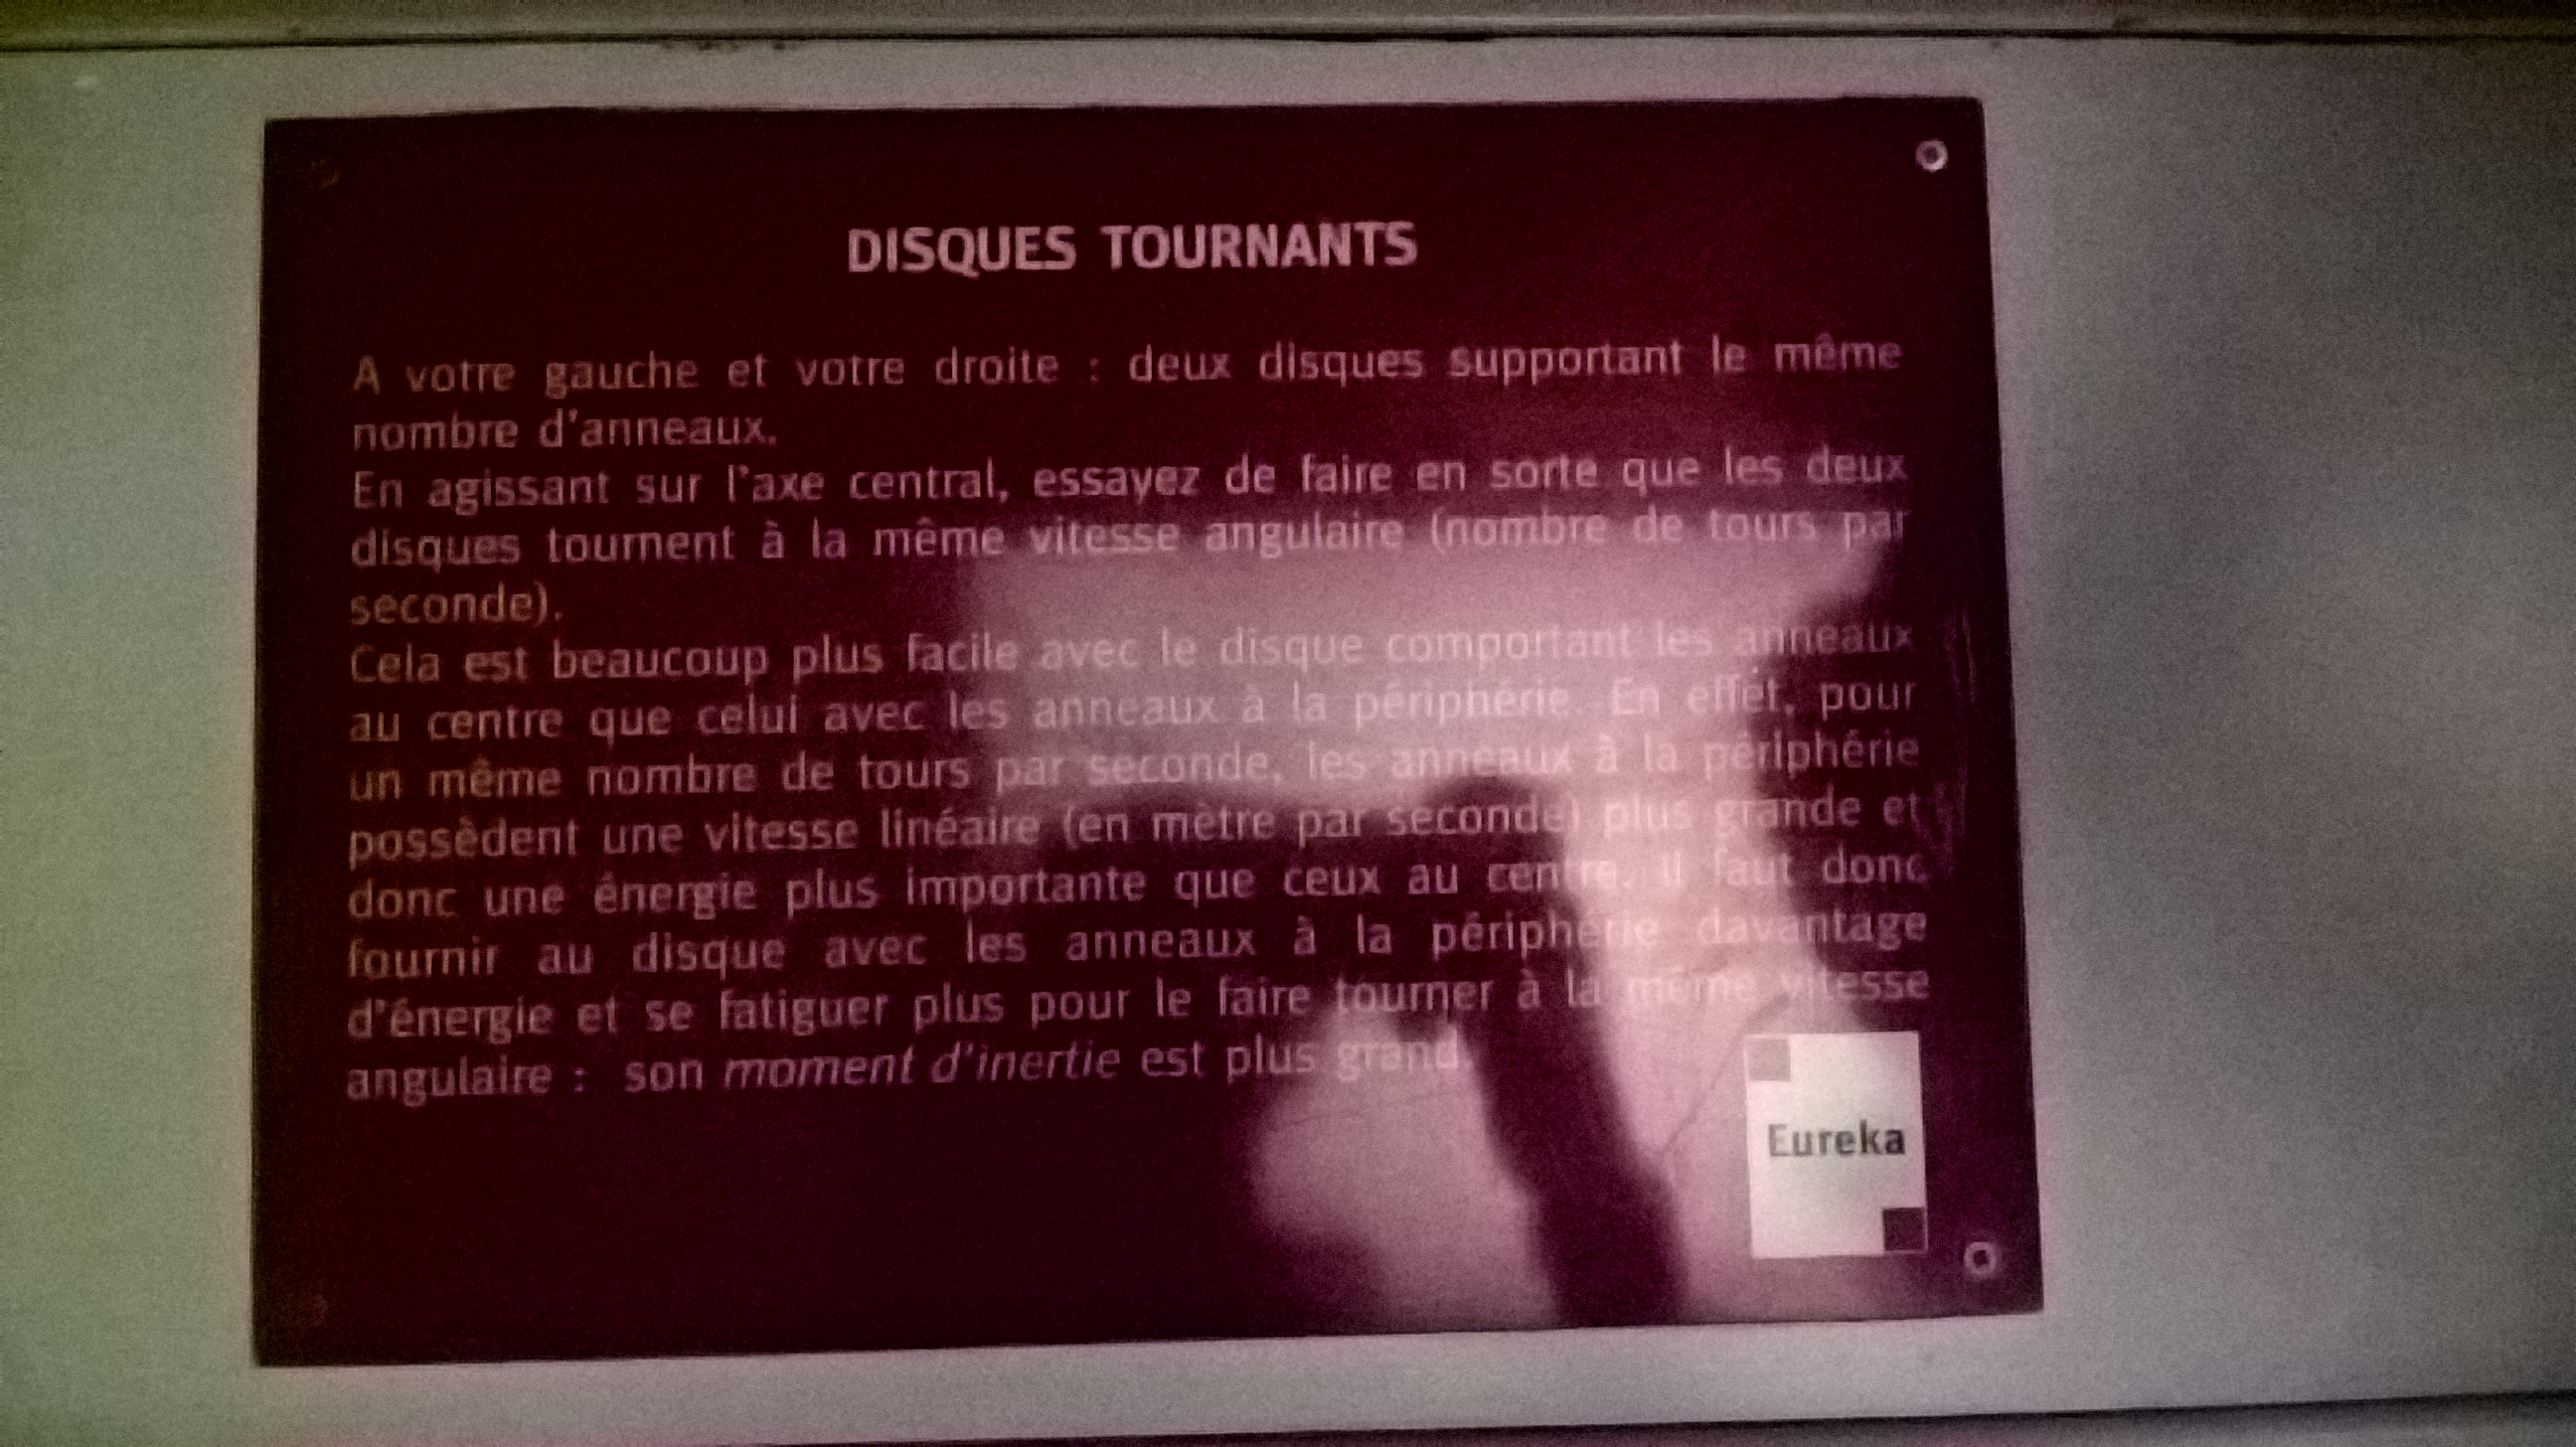 DISQUES TOURNANTS
A votre gauche et votre droite : deux disques supportant le même
nombre d'anneaux.
En agissant sur l'axe central, essayez de faire en sorte que les deux
disques tournent à la même vitesse angulaire (nombre de tours par
seconde).
Cela est beaucoup plus facile avec le disque comportant les anneaux
au centre que celui avec les anneaux à la périphérie. En effet, pour
un même nombre de tours par seconde, les anneaux à la périphérie
possèdent une vitesse linéaire (en mètre par seconde) plus grande et
donc une énergie plus importante que ceux au centre. Il faut donc
fournir au disque avec les anneaux à la périphérie davantage
d'énergie et se fatiguer plus pour le faire tourner à la même vitesse
angulaire : son moment d'inertie est plus grand
Eureka